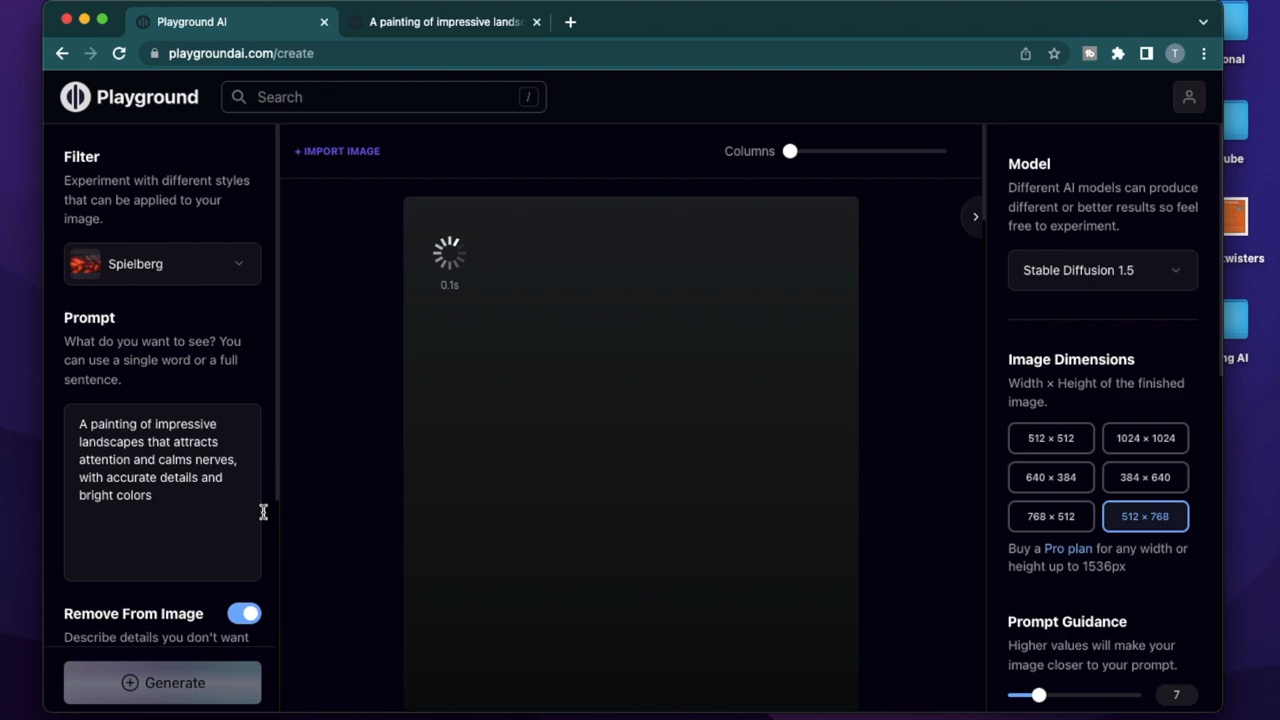 Playground AI
A painting of impressive lands
playgroundai.com/create
T
Playground
Search
/
Filter
Experiment with different styles
that can be applied to your
image.
Spielberg
Prompt
What do you want to see? You
can use a single word or a full
sentence.
A painting of impressive
landscapes that attracts
attention and calms nerves,
with accurate details and
bright colors
Remove From Image
Describe details you don't want
Generate
+ IMPORT IMAGE
Columns
0.1s
Model
Different AI models can produce
different or better results so feel
free to experiment.
Stable Diffusion 1.5
Image Dimensions
Width × Height of the finished
image.
512 × 512
1024 × 1024
640 × 384
384 × 640
768 × 512
512 × 768
Buy a Pro plan for any width or
height up to 1536px
Prompt Guidance
Higher values will make your
image closer to your prompt.
7
onal
ube
twisters
ng AI